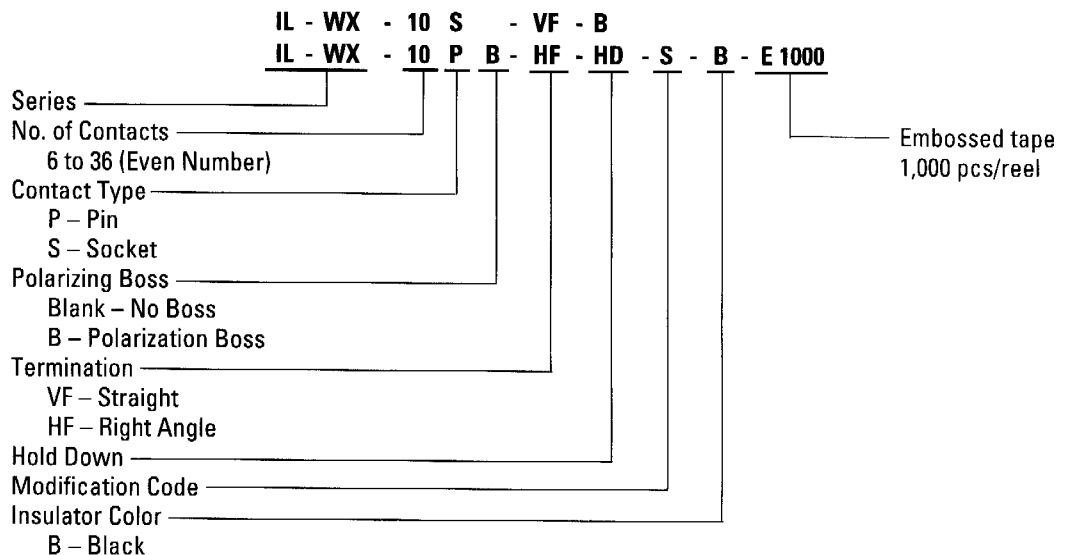 IL - WX - 10 S - VF - B
IL - WX - 10 P B - HF - HD - S - B - E 1000
Series
No. of Contacts
6 to 36 (Even Number)
Contact Type
P – Pin
S – Socket
Polarizing Boss
Blank – No Boss
B – Polarization Boss
Termination
VF – Straight
HF – Right Angle
Hold Down
Modification Code
Insulator Color
B – Black
Embossed tape
1,000 pcs/reel